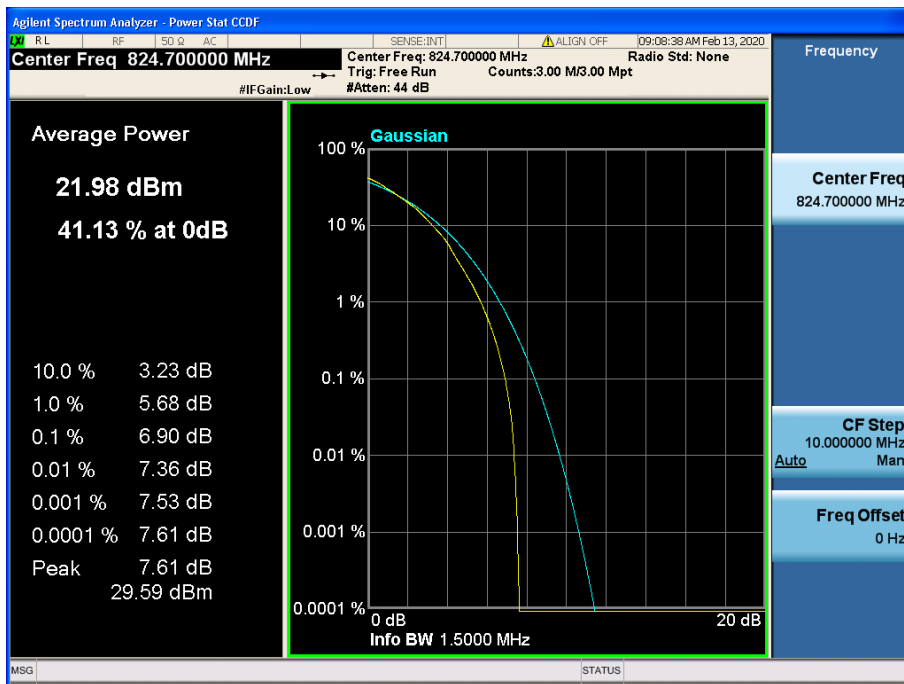 Agilent Spectrum Analyzer - Power Stat CCDF
LXI RL RF 50 Ω AC SENSE:INT ALIGN OFF 09:08:38 AM Feb 13, 2020
Center Freq 824.700000 MHz
Center Freq: 824.700000 MHz Radio Std: None
Trig: Free Run Counts:3.00 M/3.00 Mpt
#IFGain:Low #Atten: 44 dB
Frequency
Average Power
21.98 dBm
41.13 % at 0dB
10.0 % 3.23 dB
1.0 % 5.68 dB
0.1 % 6.90 dB
0.01 % 7.36 dB
0.001 % 7.53 dB
0.0001 % 7.61 dB
Peak 7.61 dB
29.59 dBm
Gaussian
100 %
10 %
1 %
0.1 %
0.01 %
0.001 %
0.0001 %
0 dB 20 dB
Info BW 1.5000 MHz
Center Freq
824.700000 MHz
CF Step
10.000000 MHz
Auto Man
Freq Offset
0 Hz
MSG STATUS